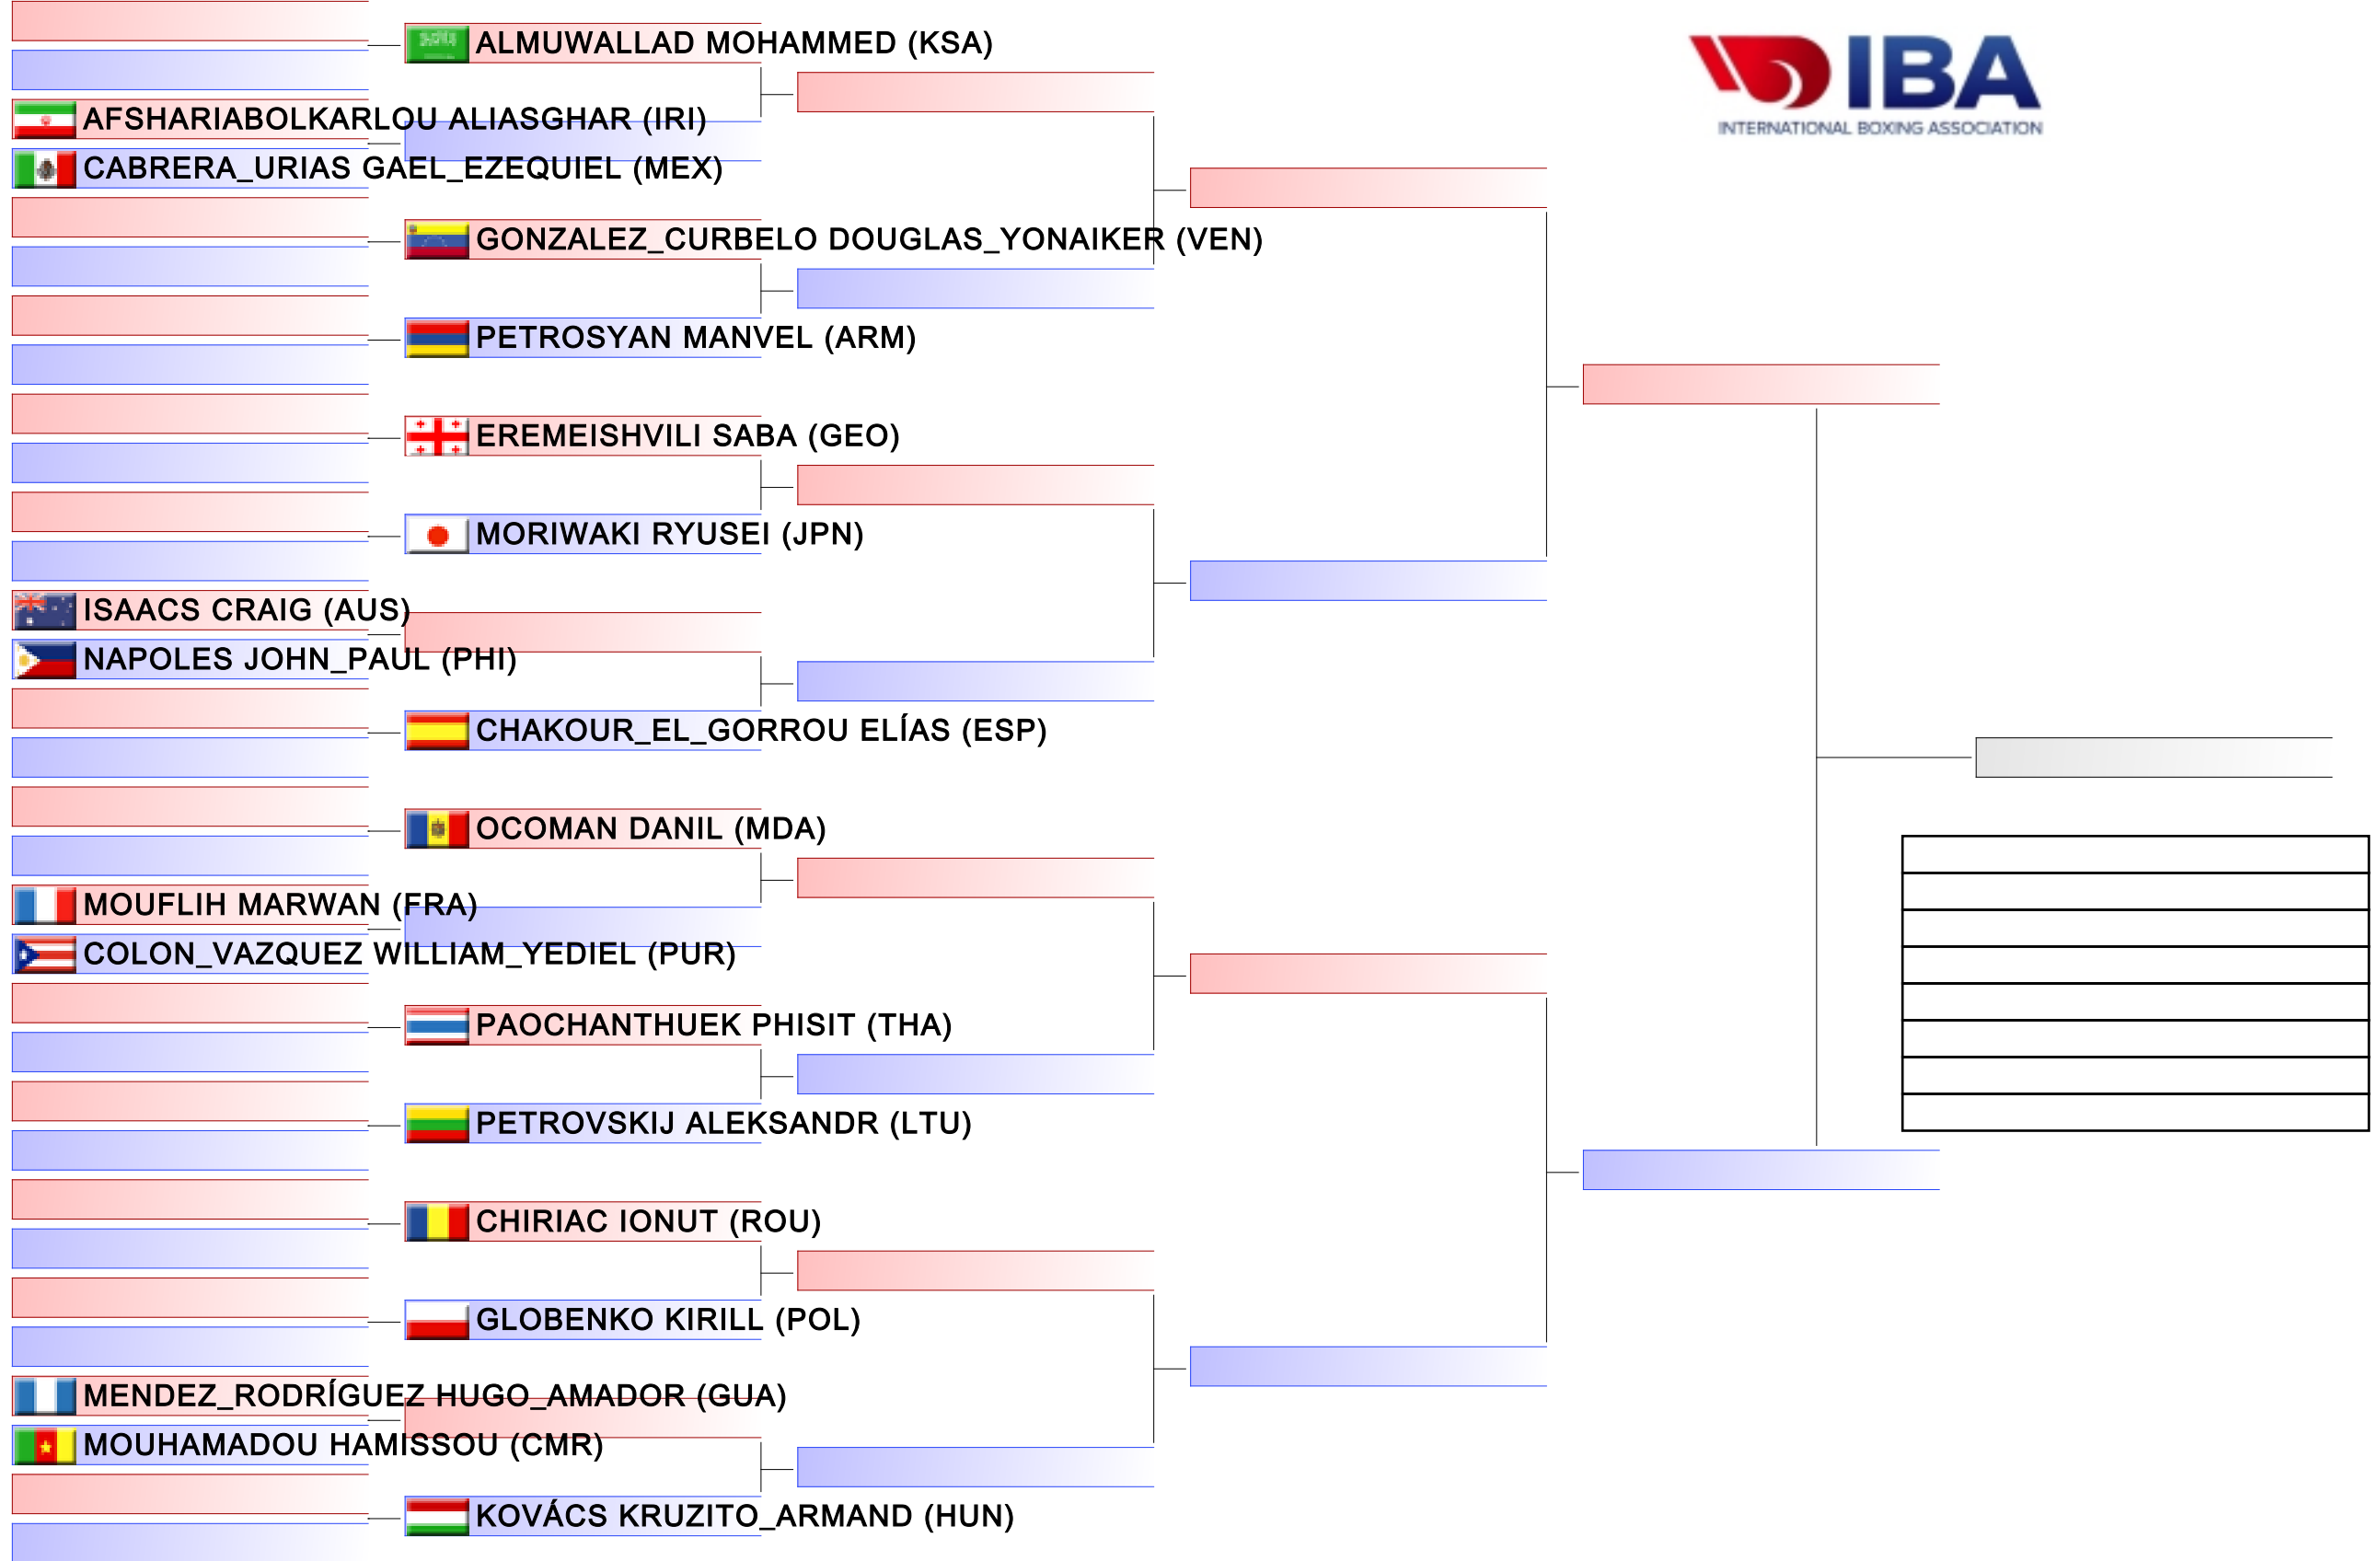 ALMUWALLAD MOHAMMED (KSA)
IBA
INTERNATIONAL BOXING ASSOCIATION
AFSHARIABOLKARLOU ALIASGHAR (IRI)
CABRERA_URIAS GAEL_EZEQUIEL (MEX)
GONZALEZ_CURBELO DOUGLAS_YONAIKER (VEN)
PETROSYAN MANVEL (ARM)
EREMEISHVILI SABA (GEO)
MORIWAKI RYUSEI (JPN)
ISAACS CRAIG (AUS)
NAPOLES JOHN_PAUL (PHI)
CHAKOUR_EL_GORROU ELÍAS (ESP)
OCOMAN DANIL (MDA)
MOUFLIH MARWAN (FRA)
COLON_VAZQUEZ WILLIAM_YEDIEL (PUR)
PAOCHANTHUEK PHISIT (THA)
PETROVSKIJ ALEKSANDR (LTU)
CHIRIAC IONUT (ROU)
GLOBENKO KIRILL (POL)
MENDEZ_RODRÍGUEZ HUGO_AMADOR (GUA)
MOUHAMADOU HAMISSOU (CMR)
KOVÁCS KRUZITO_ARMAND (HUN)